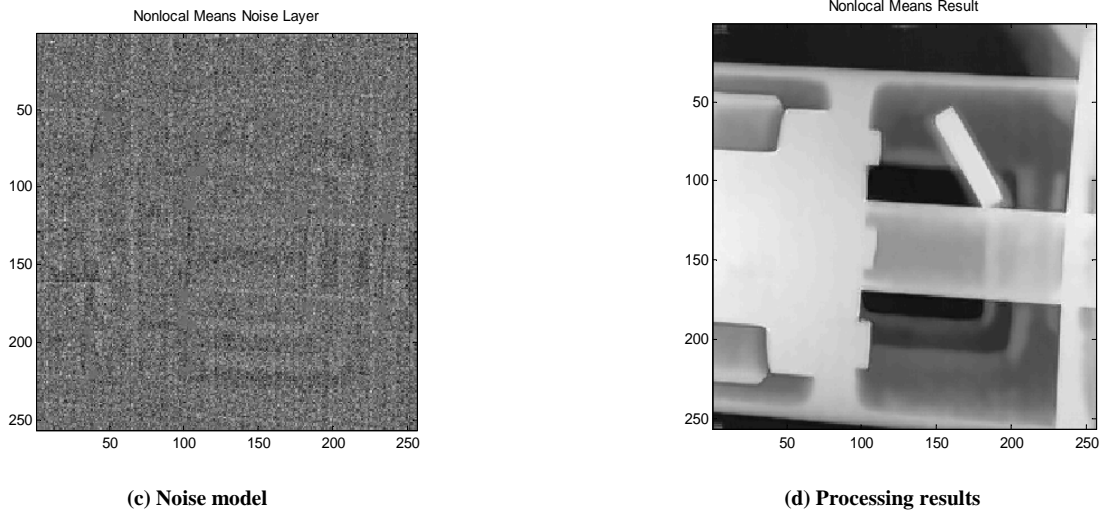 Nonlocal Means Noise Layer
50
100
150
200
250
50 100 150 200 250
(c) Noise model
Nonlocal Means Result
50
100
150
200
250
50 100 150 200 250
(d) Processing results